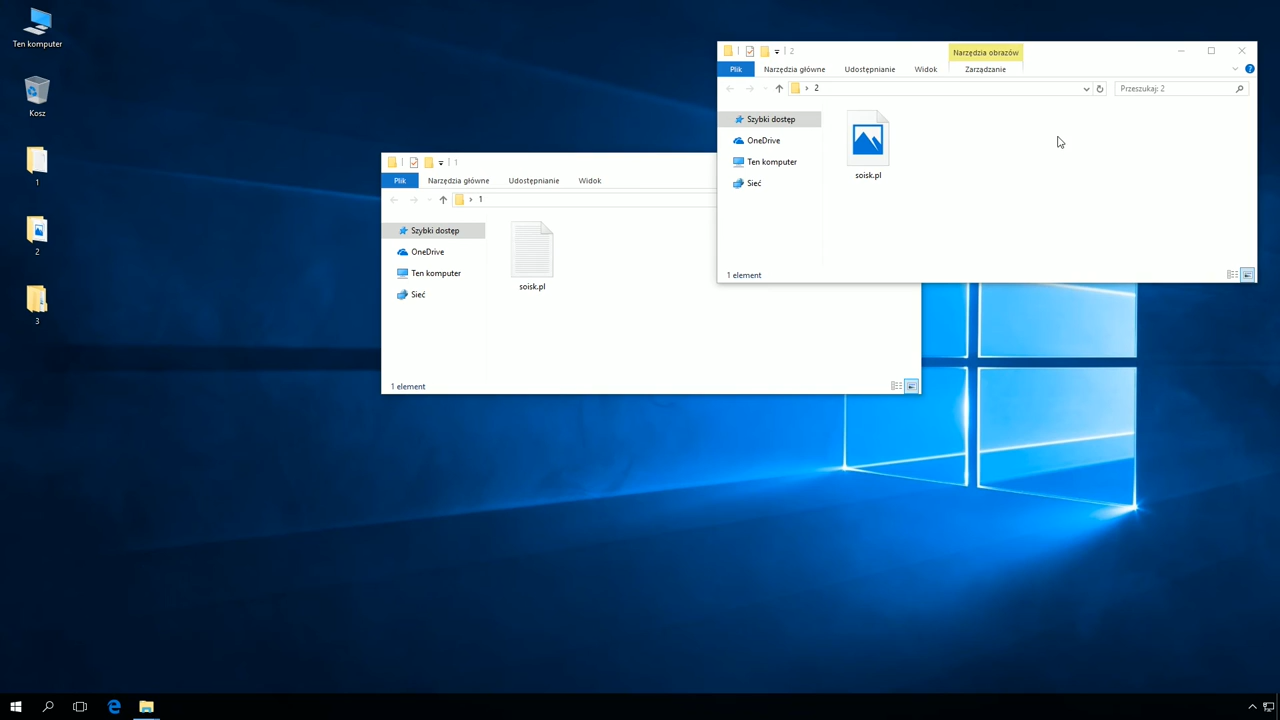 Ten komputer
Kosz
1
2
3
2
Narzędzia obrazów
Plik
Narzędzia główne
Udostępnianie
Widok
Zarządzanie
2
Przeszukaj: 2
Szybki dostęp
OneDrive
Ten komputer
Sieć
soisk.pl
1 element
1
Plik
Narzędzia główne
Udostępnianie
Widok
1
Szybki dostęp
OneDrive
Ten komputer
Sieć
soisk.pl
1 element